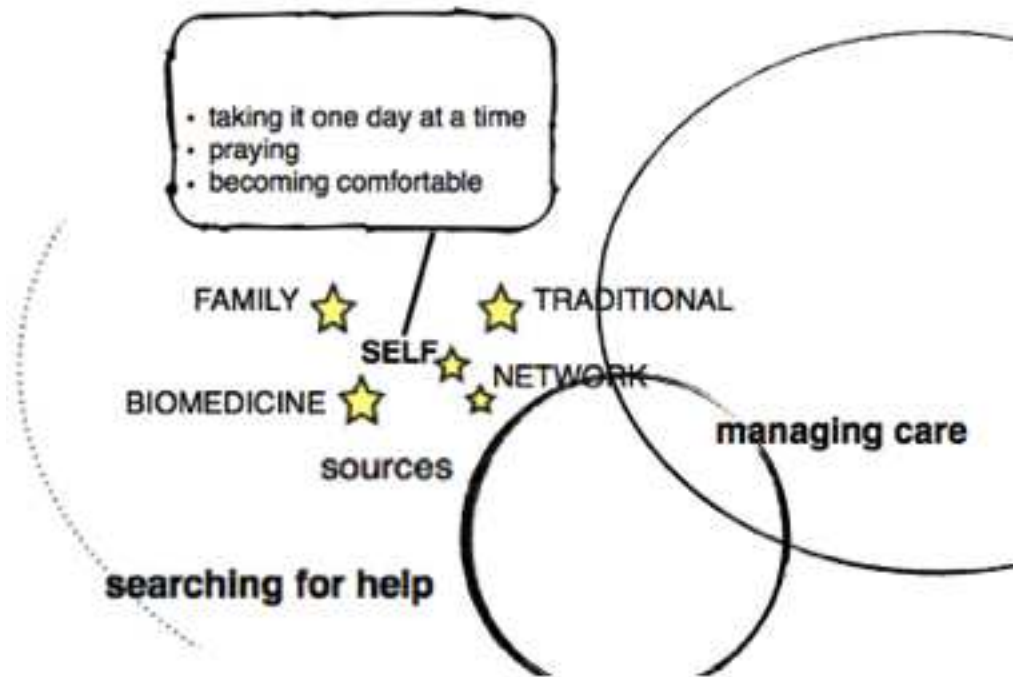 • taking it one day at a time
• praying
• becoming comfortable
FAMILY
TRADITIONAL
SELF
NETWORK
BIOMEDICINE
sources
managing care
searching for help